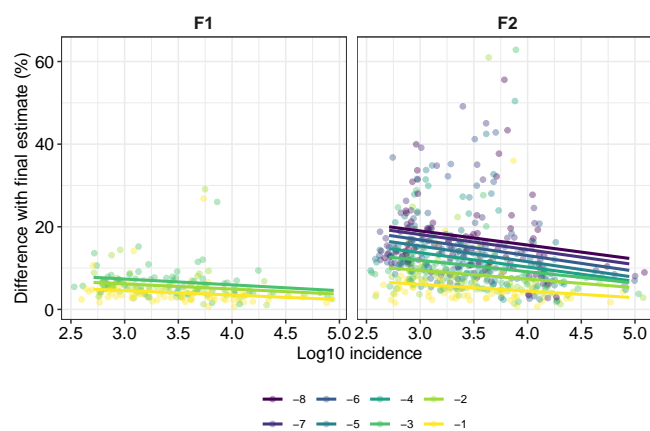 F1 F2
Difference with final estimate (%)
60
40
20
0
2.5 3.0 3.5 4.0 4.5 5.0 2.5 3.0 3.5 4.0 4.5 5.0
Log10 incidence
−8 −6 −4 −2
−7 −5 −3 −1